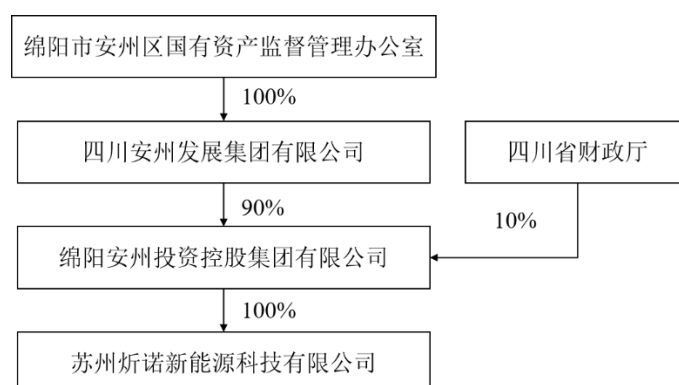 绵阳市安州区国有资产监督管理办公室
100%
四川安州发展集团有限公司
四川省财政厅
90%
10%
绵阳安州投资控股集团有限公司
100%
苏州炘诺新能源科技有限公司